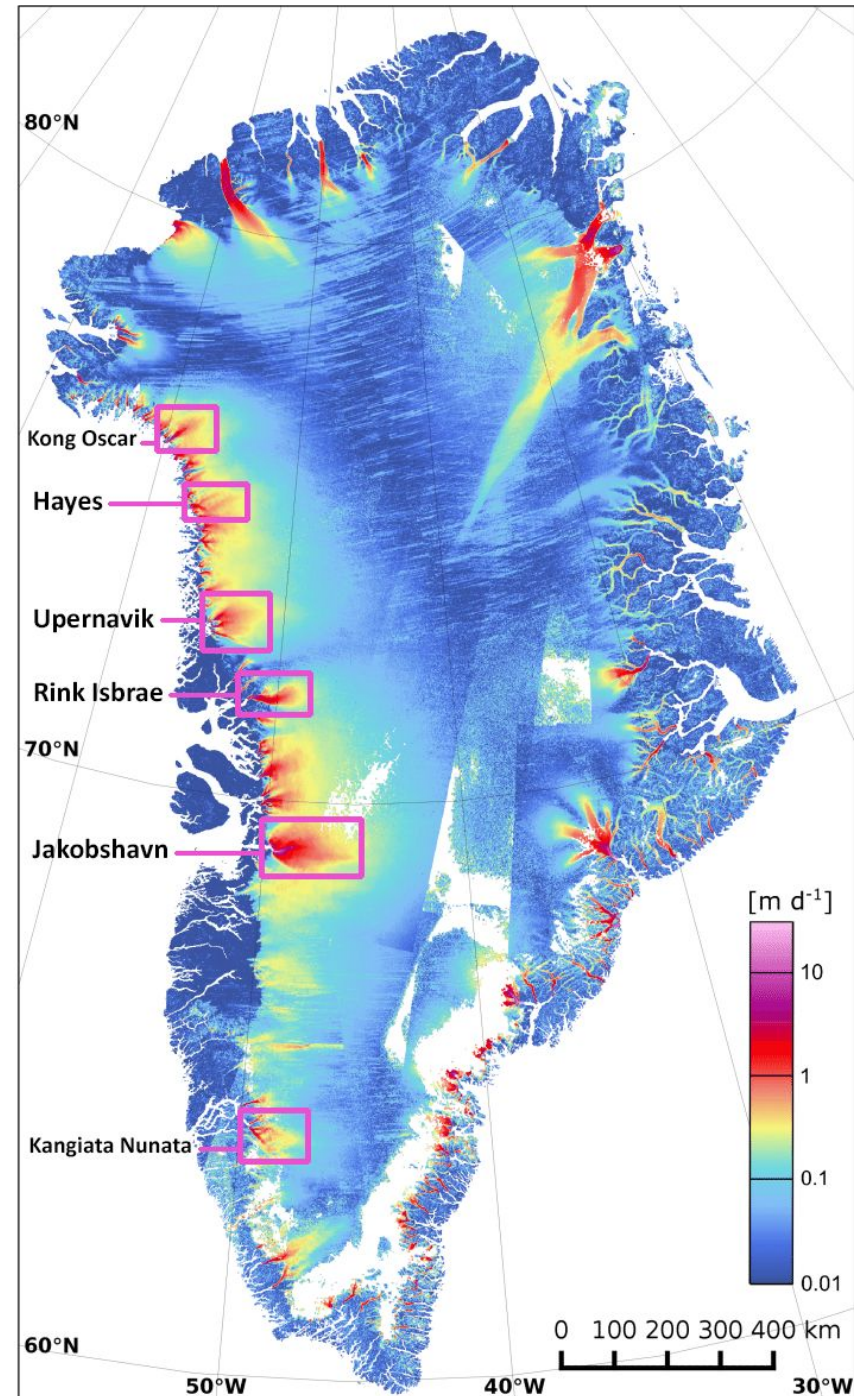 80°N
Kong Oscar
Hayes
Upernavik
Rink Isbrae
70°N
Jakobshavn
[m d⁻¹]
10
1
Kangiata Nunata
0.1
0.01
0 100 200 300 400 km
60°N
50°W 40°W 30°W